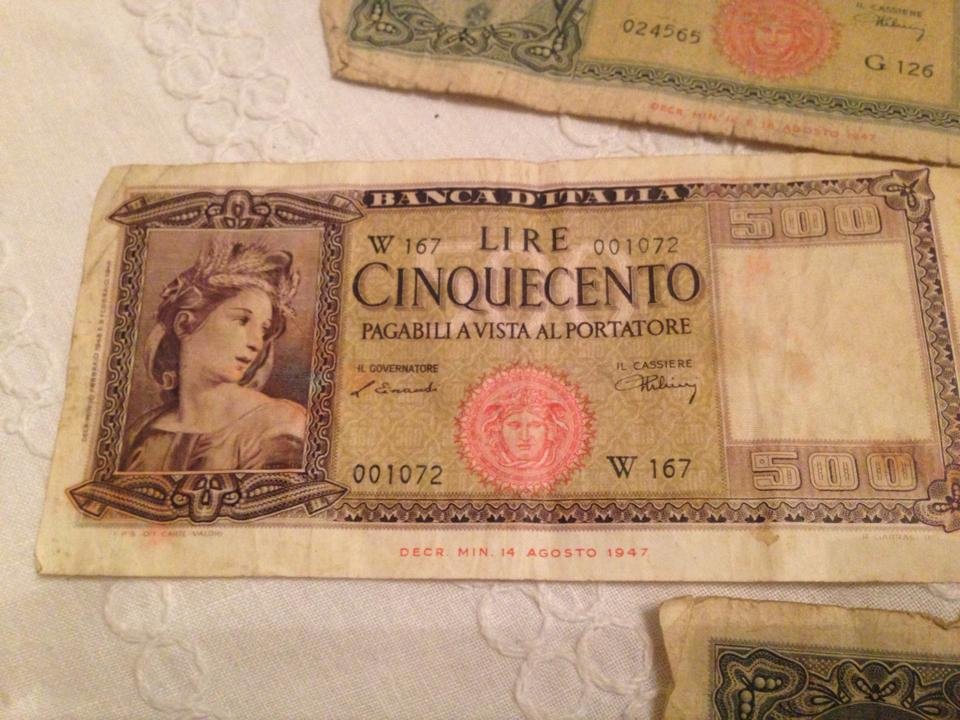 024565
IL CASSIERE
G 126
BANCA D'ITALIA
500
W 167 LIRE 001072
CINQUECENTO
PAGABILI A VISTA AL PORTATORE
IL GOVERNATORE
IL CASSIERE
001072
W 167
500
DECR. MIN. 14 AGOSTO 1947